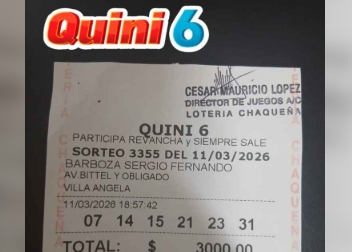 Quini 6
CESAR MAURICIO LOPEZ
DIRECTOR DE JUEGOS A/C
LOTERIA CHAQUEÑA
QUINI 6
PARTICIPA REVANCHA y SIEMPRE SALE
SORTEO 3355 DEL 11/03/2026
BARBOZA SERGIO FERNANDO
AV.BITTEL Y OBLIGADO
VILLA ANGELA
11/03/2026 18:57:42
07 14 15 21 23 31
TOTAL: $ 3000.00